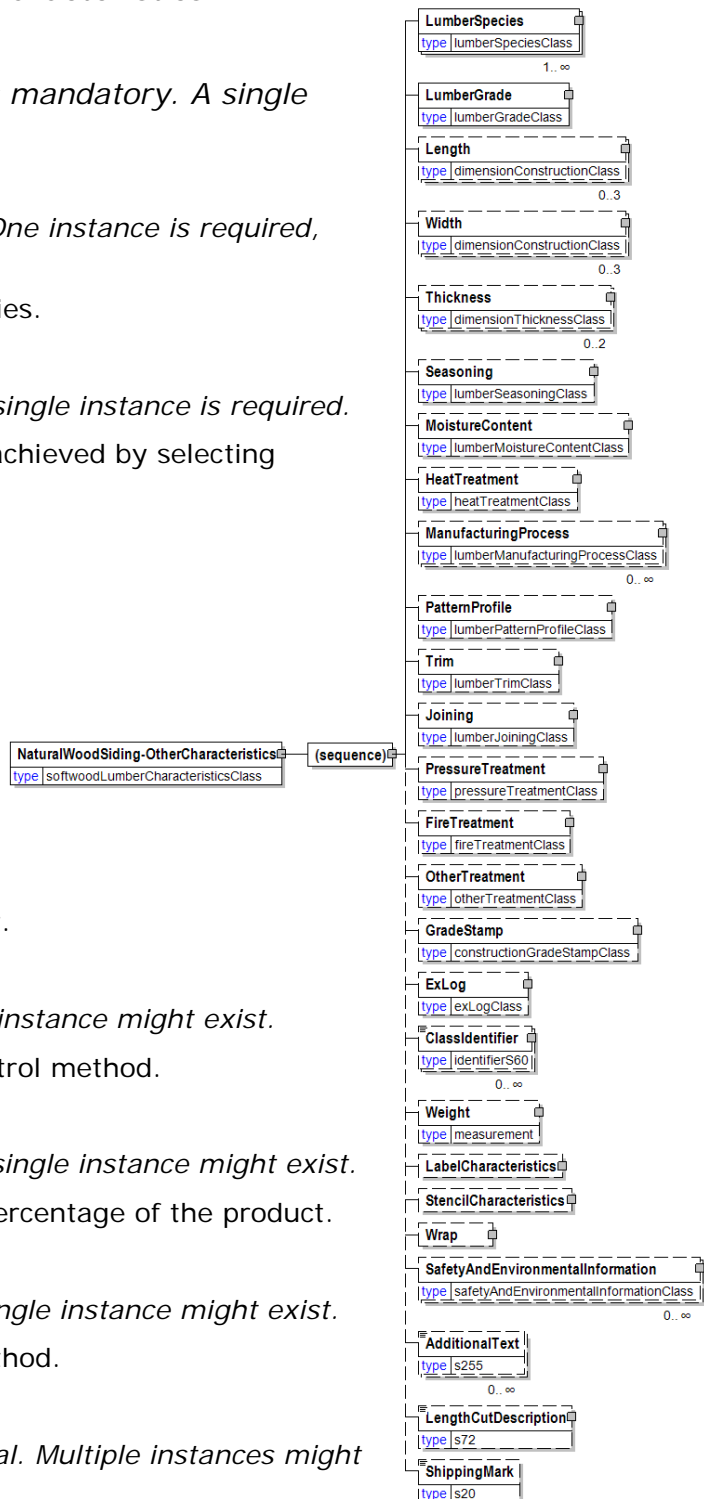 mandatory. A single
One instance is required,
ies.
single instance is required.
achieved by selecting
.
instance might exist.
trol method.
single instance might exist.
ercentage of the product.
ngle instance might exist.
thod.
al. Multiple instances might
NaturalWoodSiding-OtherCharacteristics
type softwoodLumberCharacteristicsClass
(sequence)
LumberSpecies
type lumberSpeciesClass
1..∞
LumberGrade
type lumberGradeClass
Length
type dimensionConstructionClass
0..3
Width
type dimensionConstructionClass
0..3
Thickness
type dimensionThicknessClass
0..2
Seasoning
type lumberSeasoningClass
MoistureContent
type lumberMoistureContentClass
HeatTreatment
type heatTreatmentClass
ManufacturingProcess
type lumberManufacturingProcessClass
0..∞
PatternProfile
type lumberPatternProfileClass
Trim
type lumberTrimClass
Joining
type lumberJoiningClass
PressureTreatment
type pressureTreatmentClass
FireTreatment
type fireTreatmentClass
OtherTreatment
type otherTreatmentClass
GradeStamp
type constructionGradeStampClass
ExLog
type exLogClass
ClassIdentifier
type identifierS60
0..∞
Weight
type measurement
LabelCharacteristics
StencilCharacteristics
Wrap
SafetyAndEnvironmentalInformation
type safetyAndEnvironmentalInformationClass
0..∞
AdditionalText
type s255
0..∞
LengthCutDescription
type s72
ShippingMark
type s20